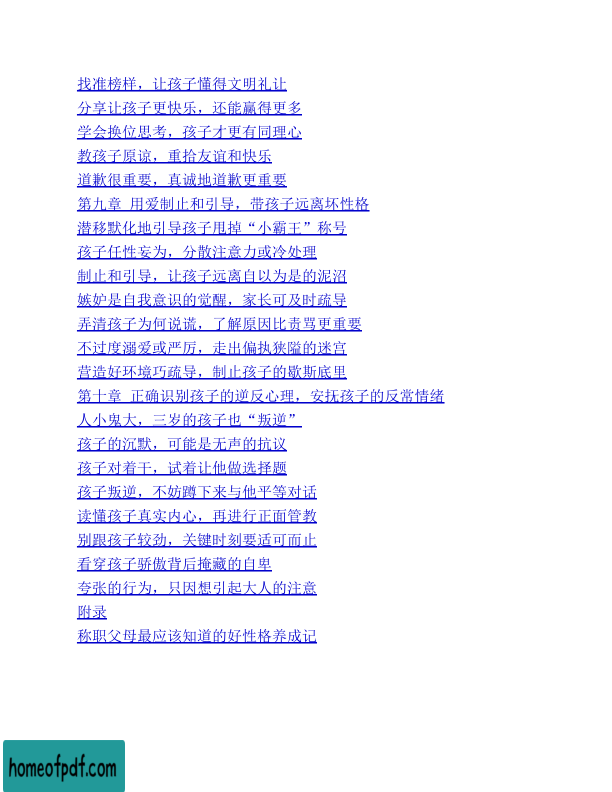 找准榜样，让孩子懂得文明礼让
分享让孩子更快乐，还能赢得更多
学会换位思考，孩子才更有同理心
教孩子原谅，重拾友谊和快乐
道歉很重要，真诚地道歉更重要
第九章 用爱制止和引导，带孩子远离坏性格
潜移默化地引导孩子甩掉“小霸王”称号
孩子任性妄为，分散注意力或冷处理
制止和引导，让孩子远离自以为是的泥沼
嫉妒是自我意识的觉醒，家长可及时疏导
弄清孩子为何说谎，了解原因比责骂更重要
不过度溺爱或严厉，走出偏执狭隘的迷宫
营造好环境巧疏导，制止孩子的歇斯底里
第十章 正确识别孩子的逆反心理，安抚孩子的反常情绪
人小鬼大，三岁的孩子也“叛逆”
孩子的沉默，可能是无声的抗议
孩子对着干，试着让他做选择题
孩子叛逆，不妨蹲下来与他平等对话
读懂孩子真实内心，再进行正面管教
别跟孩子较劲，关键时刻要适可而止
看穿孩子骄傲背后掩藏的自卑
夸张的行为，只因想引起大人的注意
附录
称职父母最应该知道的好性格养成记
homeofpdf.com